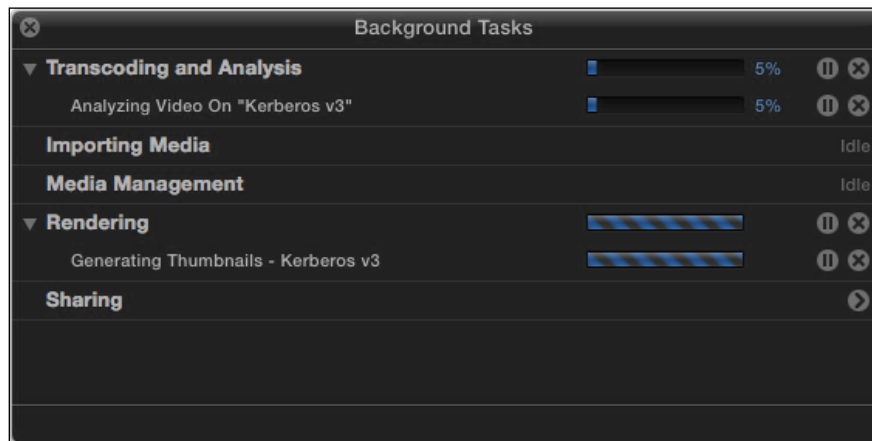 Background Tasks
Transcoding and Analysis 5%
Analyzing Video On "Kerberos v3" 5%
Importing Media Idle
Media Management Idle
Rendering
Generating Thumbnails - Kerberos v3
Sharing